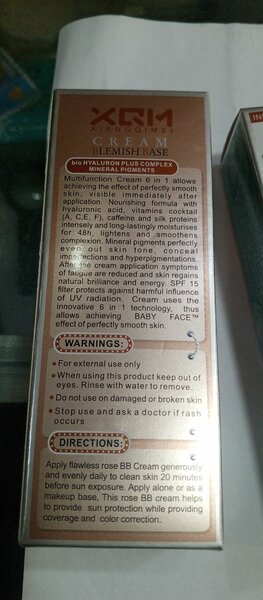 XQM
XIANGQIMEI
CREAM
BLEMISH BASE
bio HYALURON PLUS COMPLEX
MINERAL PIGMENTS
Multifunction Cream 6 in 1 allows
achieving the effect of perfectly smooth
skin, visible immediately after
application. Nourishing formula with
hyaluronic acid, vitamins cocktail
(A, C,E, F), caffeine and silk proteins
intensely and long-lastingly moisturises
for 48h, lightens and smoothens
complexion. Mineral pigments perfectly
even out skin tone, conceal
imperfections and hyperpigmentations.
After the cream application symptoms
of fatigue are reduced and skin regains
natural brilliance and energy. SPF 15
filter protects against harmful influence
of UV radiation. Cream uses the
innovative 6 in 1 technology, thus
allows achieving BABY FACE™
effect of perfectly smooth skin.
WARNINGS:
• For external use only
• When using this product keep out of
eyes. Rinse with water to remove.
• Do not use on damaged or broken skin
• Stop use and ask a doctor if rash
occurs
DIRECTIONS:
Apply flawless rose BB Cream generously
and evenly daily to clean skin 20 minutes
before sun exposure. Apply alone or as a
makeup base, This rose BB cream helps
to provide sun protection while providing
coverage and color correction.